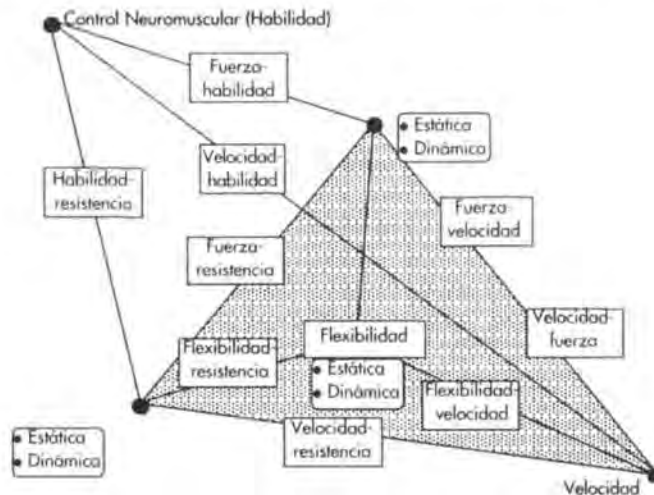 Control Neuromuscular (Habilidad)
Fuerza-
habilidad
• Estática
• Dinámica
Velocidad-
habilidad
Habilidad-
resistencia
Fuerza-
velocidad
Fuerza-
resistencia
Velocidad-
fuerza
Flexibilidad
Flexibilidad-
resistencia
• Estática
• Dinámica
Flexibilidad-
velocidad
Velocidad-
resistencia
• Estática
• Dinámica
Velocidad